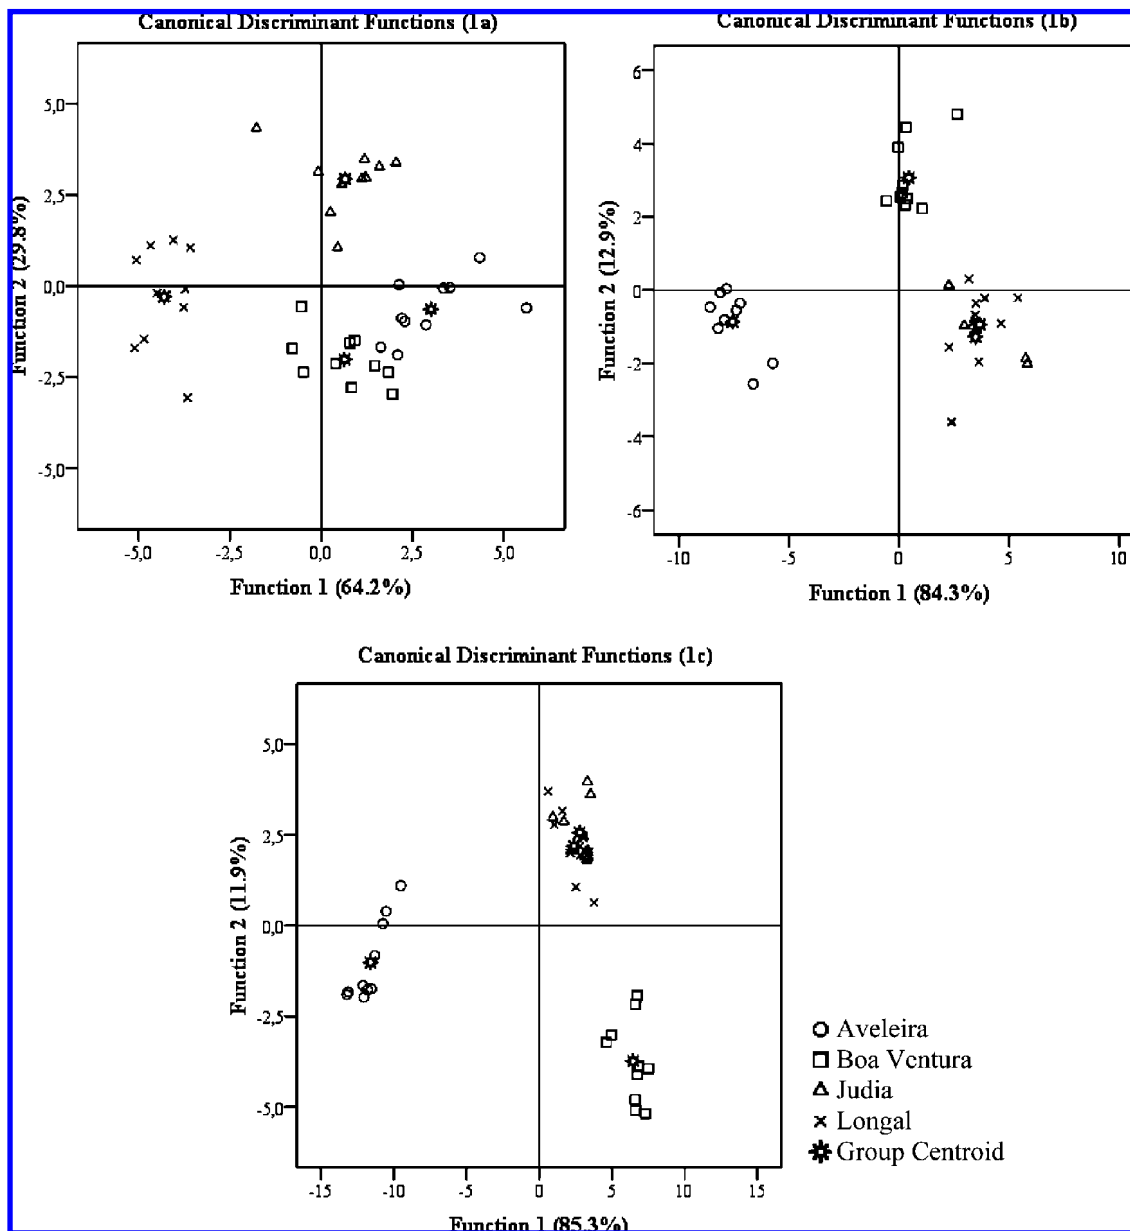 Canonical Discriminant Functions (1a)
Function 2 (29.8%)
5,0
2,5
0,0
-2,5
-5,0
-5,0 -2,5 0,0 2,5 5,0
Function 1 (64.2%)
Canonical Discriminant Functions (1b)
Function 2 (12.9%)
6
4
2
0
-2
-4
-6
-10 -5 0 5 10
Function 1 (84.3%)
Canonical Discriminant Functions (1c)
Function 2 (11.9%)
5,0
2,5
0,0
-2,5
-5,0
-15 -10 -5 0 5 10 15
Function 1 (85.3%)
Aveleira
Boa Ventura
Judia
Longal
Group Centroid